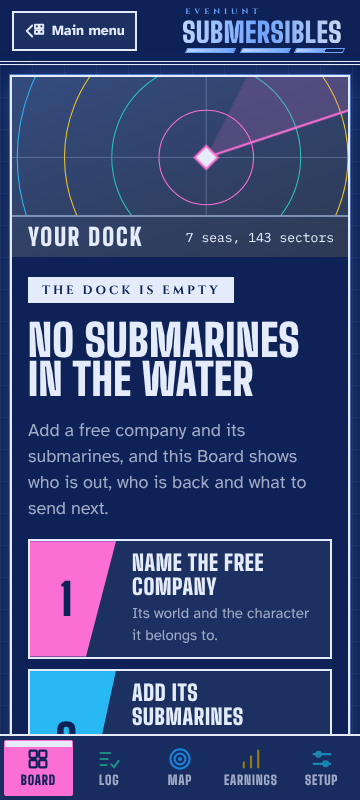 Main menu
EVENIUNT
SUBMERSIBLES
YOUR DOCK
7 seas, 143 sectors
THE DOCK IS EMPTY
NO SUBMARINES
IN THE WATER
Add a free company and its
submarines, and this Board shows
who is out, who is back and what to
send next.
1
NAME THE FREE
COMPANY
Its world and the character
it belongs to.
ADD ITS
SUBMARINES
BOARD
LOG
MAP
EARNINGS
SETUP